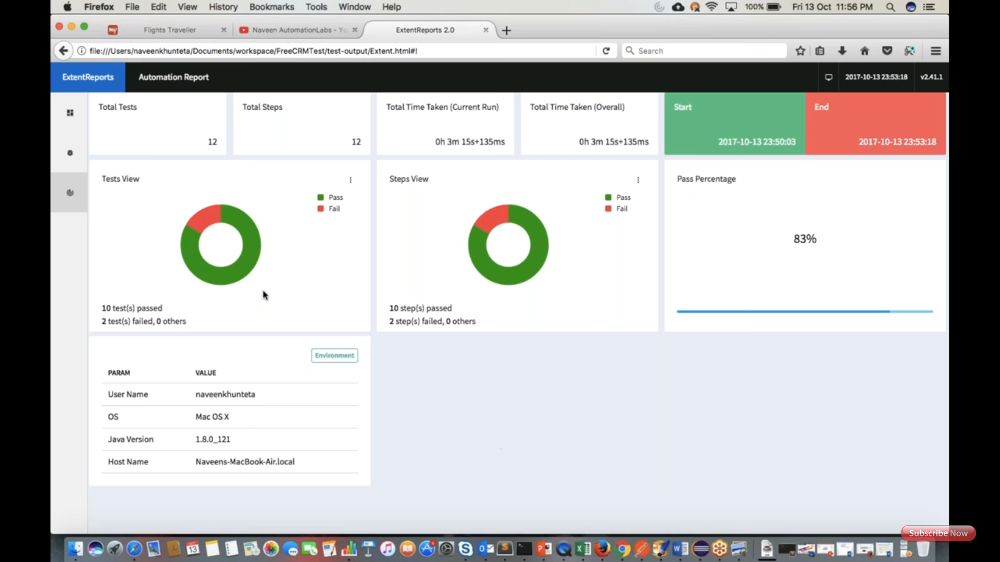 Firefox File Edit View History Bookmarks Tools Window Help 100% Fri 13 Oct 11:56 PM
my Flights Traveller Naveen AutomationLabs - Yo ExtentReports 2.0
file:///Users/naveenkhunteta/Documents/workspace/FreeCRMTest/test-output/Extent.html#! Search
ExtentReports Automation Report 2017-10-13 23:53:18 v2.41.1
Total Tests Total Steps Total Time Taken (Current Run) Total Time Taken (Overall) Start End
12 12 0h 3m 15s+135ms 0h 3m 15s+135ms 2017-10-13 23:50:03 2017-10-13 23:53:18
Tests View Steps View Pass Percentage
Pass Pass
Fail Fail
83%
10 test(s) passed 10 step(s) passed
2 test(s) failed, 0 others 2 step(s) failed, 0 others
Environment
PARAM VALUE
User Name naveenkhunteta
OS Mac OS X
Java Version 1.8.0_121
Host Name Naveens-MacBook-Air.local
Subscribe Now
13